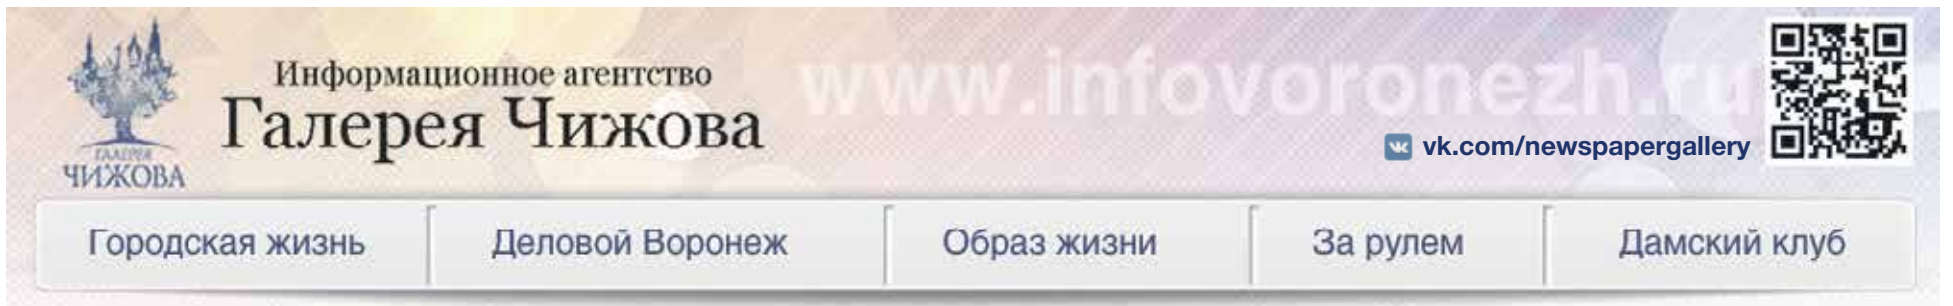 Информационное агентство
Галерея Чижова
www.infovoronezh.ru
vk.com/newspapergallery
ГАЛЕРЕЯ
ЧИЖОВА
Городская жизнь
Деловой Воронеж
Образ жизни
За рулем
Дамский клуб